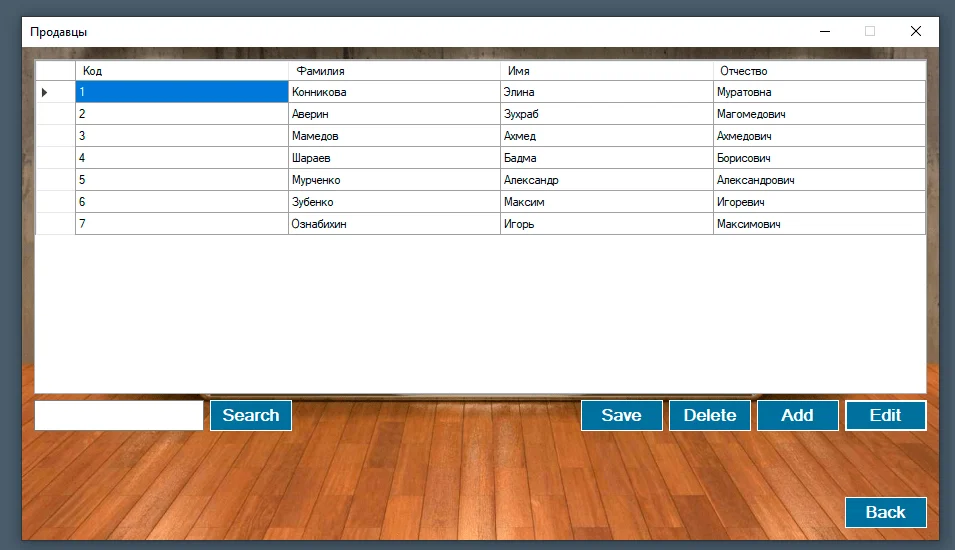 Продавцы
Код Фамилия Имя Отчество
1 Конникова Элина Муратовна
2 Аверин Зухраб Магомедович
3 Мамедов Ахмед Ахмедович
4 Шараев Бадма Борисович
5 Мурченко Александр Александрович
6 Зубенко Максим Игоревич
7 Ознабихин Игорь Максимович
Search Save Delete Add Edit
Back